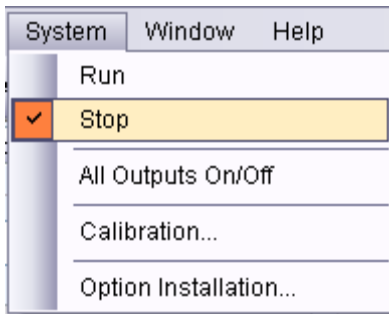 System Window Help
Run
Stop
All Outputs On/Off
Calibration...
Option Installation...